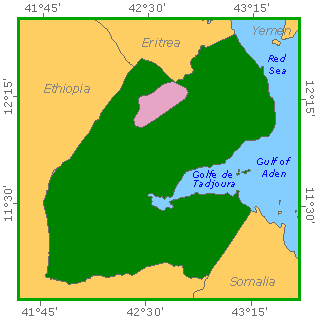 41°45' 42°30' 43°15'
Yemen
Eritrea
Red
Sea
Ethiopia
12°15' 12°15'
Golfe de
Tadjoura
Gulf of
Aden
11°30' 11°30'
Somalia
41°45' 42°30' 43°15'